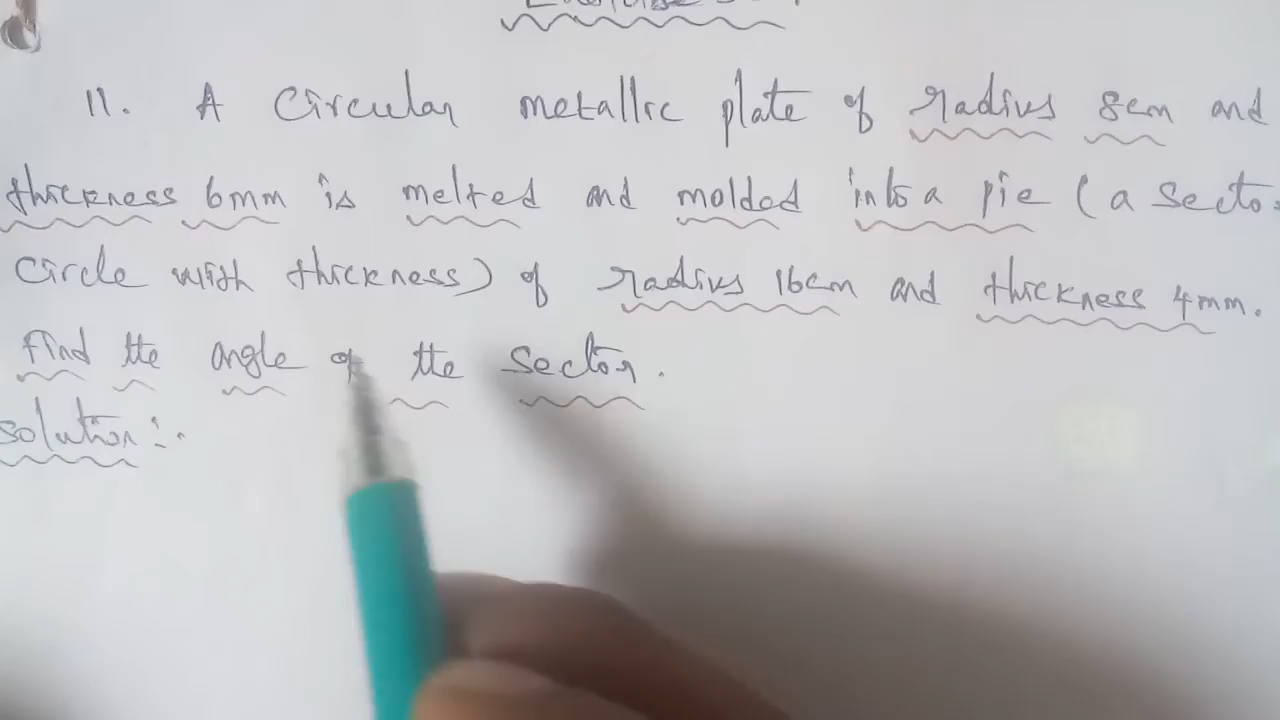 11. A circular metallic plate of radius 8cm and
thickness 6mm is melted and molded into a pie (a secto
circle with thickness) of radius 16cm and thickness 4mm.
Find the angle of the sector.
solution:-